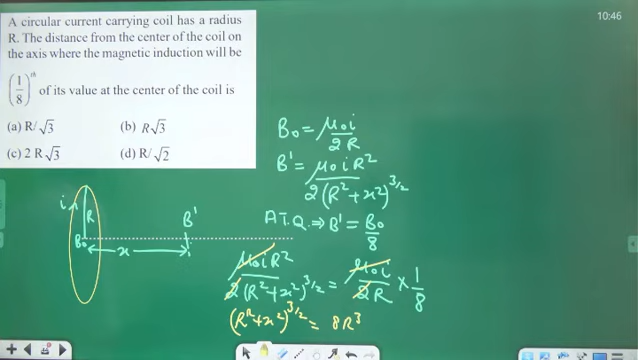 10:46
A circular current carrying coil has a radius
R. The distance from the center of the coil on
the axis where the magnetic induction will be
(1/8)^th of its value at the center of the coil is
(a) R/√3 (b) R√3
(c) 2 R√3 (d) R/√2
B₀ = μ₀i/2R
B' = μ₀iR²/2(R²+x²)^3/2
A.T.Q. ⇒ B' = B₀/8
μ₀iR²/2(R²+x²)^3/2 = μ₀i/2R × 1/8
(R²+x²)^3/2 = 8R³
i R
B₀ x B'